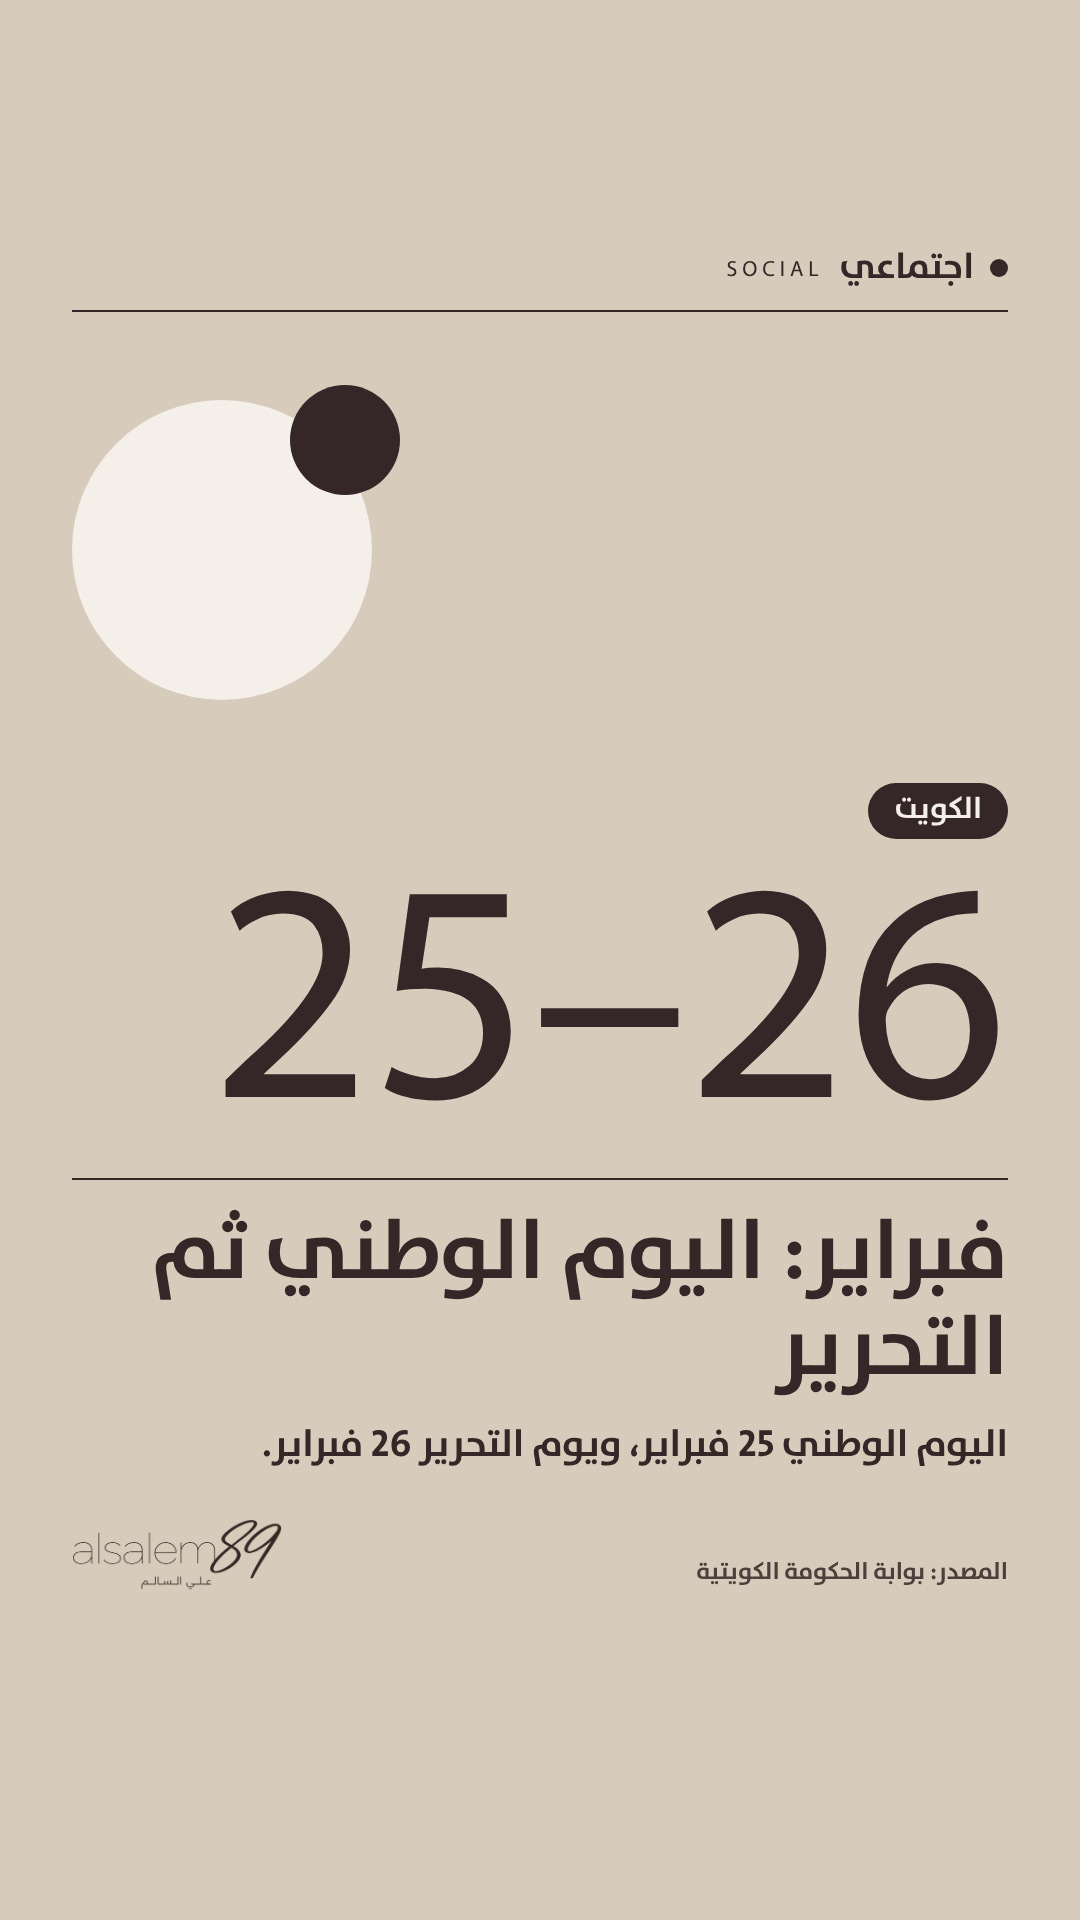 اجتماعي SOCIAL
الكويت
25–26
فبراير: اليوم الوطني ثم
التحرير
اليوم الوطني 25 فبراير، ويوم التحرير 26 فبراير.
المصدر: بوابة الحكومة الكويتية
alsalem89
علي السالم